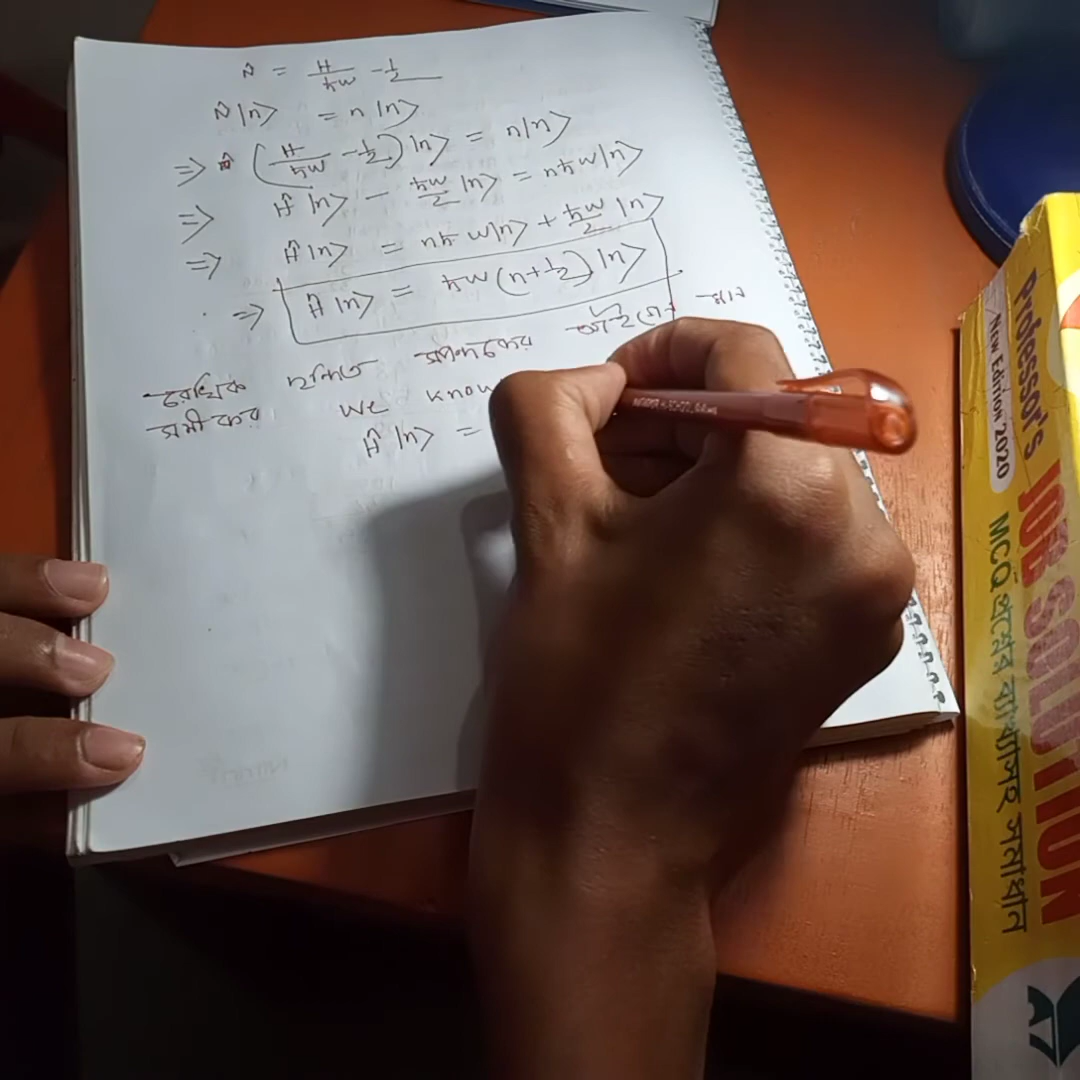 N̂ = H/ħω - 1/2
N̂|n> = n|n>
=> (H/ħω - 1/2)|n> = n|n>
=> Ĥ|n> - ħω/2|n> = nħω|n>
=> Ĥ|n> = nħω|n> + ħω/2|n>
=> Ĥ|n> = ħω(n+1/2)|n>
We know
Ĥ|n> =
Professor's JOB SOLUTION
New Edition 2020
MCQ প্রশ্নের ব্যাখ্যাসহ সমাধান